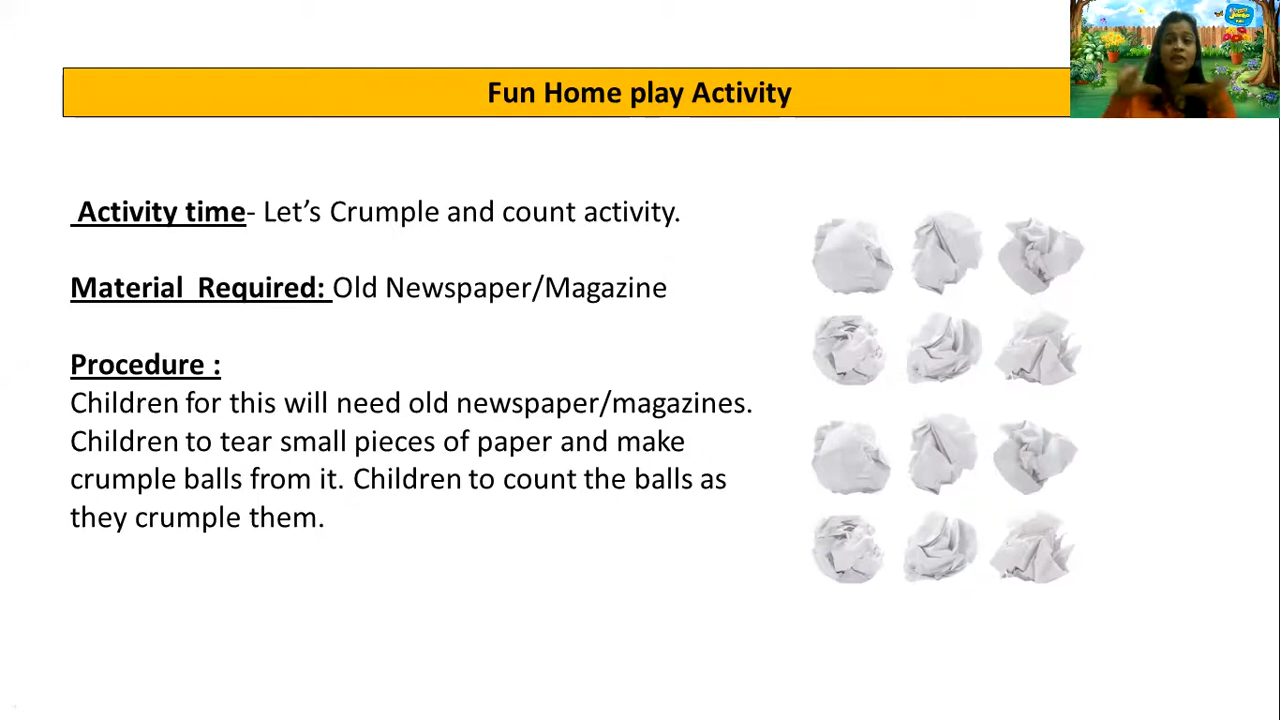 Fun Home play Activity
Activity time- Let’s Crumple and count activity.
Material Required: Old Newspaper/Magazine
Procedure :
Children for this will need old newspaper/magazines.
Children to tear small pieces of paper and make
crumple balls from it. Children to count the balls as
they crumple them.